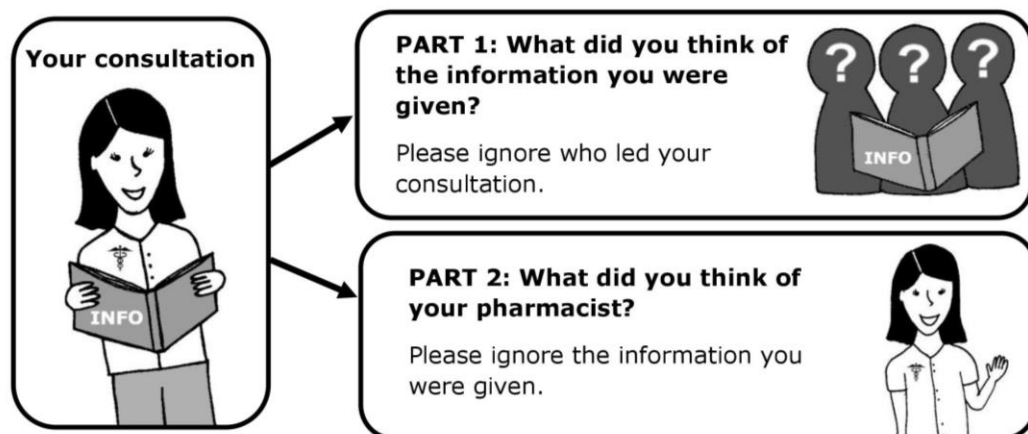 Your consultation
INFO
PART 1: What did you think of
the information you were
given?
Please ignore who led your
consultation.
? ? ?
INFO
PART 2: What did you think of
your pharmacist?
Please ignore the information you
were given.